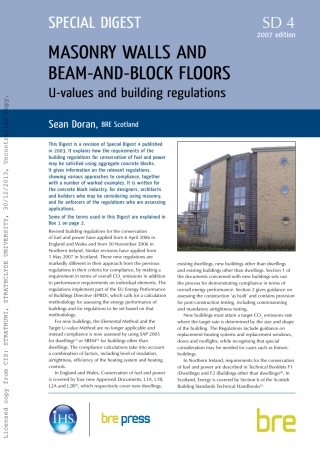 SPECIAL DIGEST
SD 4
2007 edition
MASONRY WALLS AND
BEAM-AND-BLOCK FLOORS
U-values and building regulations
Sean Doran, BRE Scotland
This Digest is a revision of Special Digest 4 published
in 2003. It explains how the requirements of the
building regulations for conservation of fuel and power
may be satisfied using aggregate concrete blocks.
It gives information on the relevant regulations,
showing various approaches to compliance, together
with a number of worked examples. It is written for
the concrete block industry, for designers, architects
and builders who may be considering using masonry,
and for enforcers of the regulations who are assessing
applications.
Some of the terms used in this Digest are explained in
Box 1 on page 2.
Revised building regulations for the conservation
of fuel and power have applied from 6 April 2006 in
England and Wales and from 30 November 2006 in
Northern Ireland. Similar revisions have applied from
1 May 2007 in Scotland. These new regulations are
markedly different in their approach from the previous
regulations in their criteria for compliance, by making a
requirement in terms of overall CO2 emissions in addition
to performance requirements on individual elements. The
regulations implement part of the EU Energy Performance
of Buildings Directive (EPBD), which calls for a calculation
methodology for assessing the energy performance of
buildings and for regulations to be set based on that
methodology.
For new buildings, the Elemental Method and the
Target U-value Method are no longer applicable and
instead compliance is now assessed by using SAP 2005
for dwellings[1] or SBEM[2] for buildings other than
dwellings. The compliance calculations take into account
a combination of factors, including level of insulation,
airtightness, efficiency of the heating system and heating
controls.
In England and Wales, Conservation of fuel and power
is covered by four new Approved Documents, L1A, L1B,
L2A and L2B[3], which respectively cover new dwellings,
existing dwellings, new buildings other than dwellings
and existing buildings other than dwellings. Section 1 of
the documents concerned with new buildings sets out
the process for demonstrating compliance in terms of
overall energy performance. Section 2 gives guidance on
assessing the construction 'as built' and contains provision
for post-construction testing, including commissioning
and mandatory airtightness testing.
New buildings must attain a target CO2 emissions rate
where the target rate is determined by the size and shape
of the building. The Regulations include guidance on
replacement heating systems and replacement windows,
doors and rooflights, while recognising that special
consideration may be needed for cases such as historic
buildings.
In Northern Ireland, requirements for the conservation
of fuel and power are described in Technical Booklets F1
(Dwellings) and F2 (Buildings other than dwellings)[4]. In
Scotland, Energy is covered by Section 6 of the Scottish
Building Standards Technical Handbooks[5].
IHS
bre press
bre
Licensed copy from CIS: STRATHUNI, STRATHCLYDE UNIVERSITY, 30/12/2013, Uncontrolled Copy.